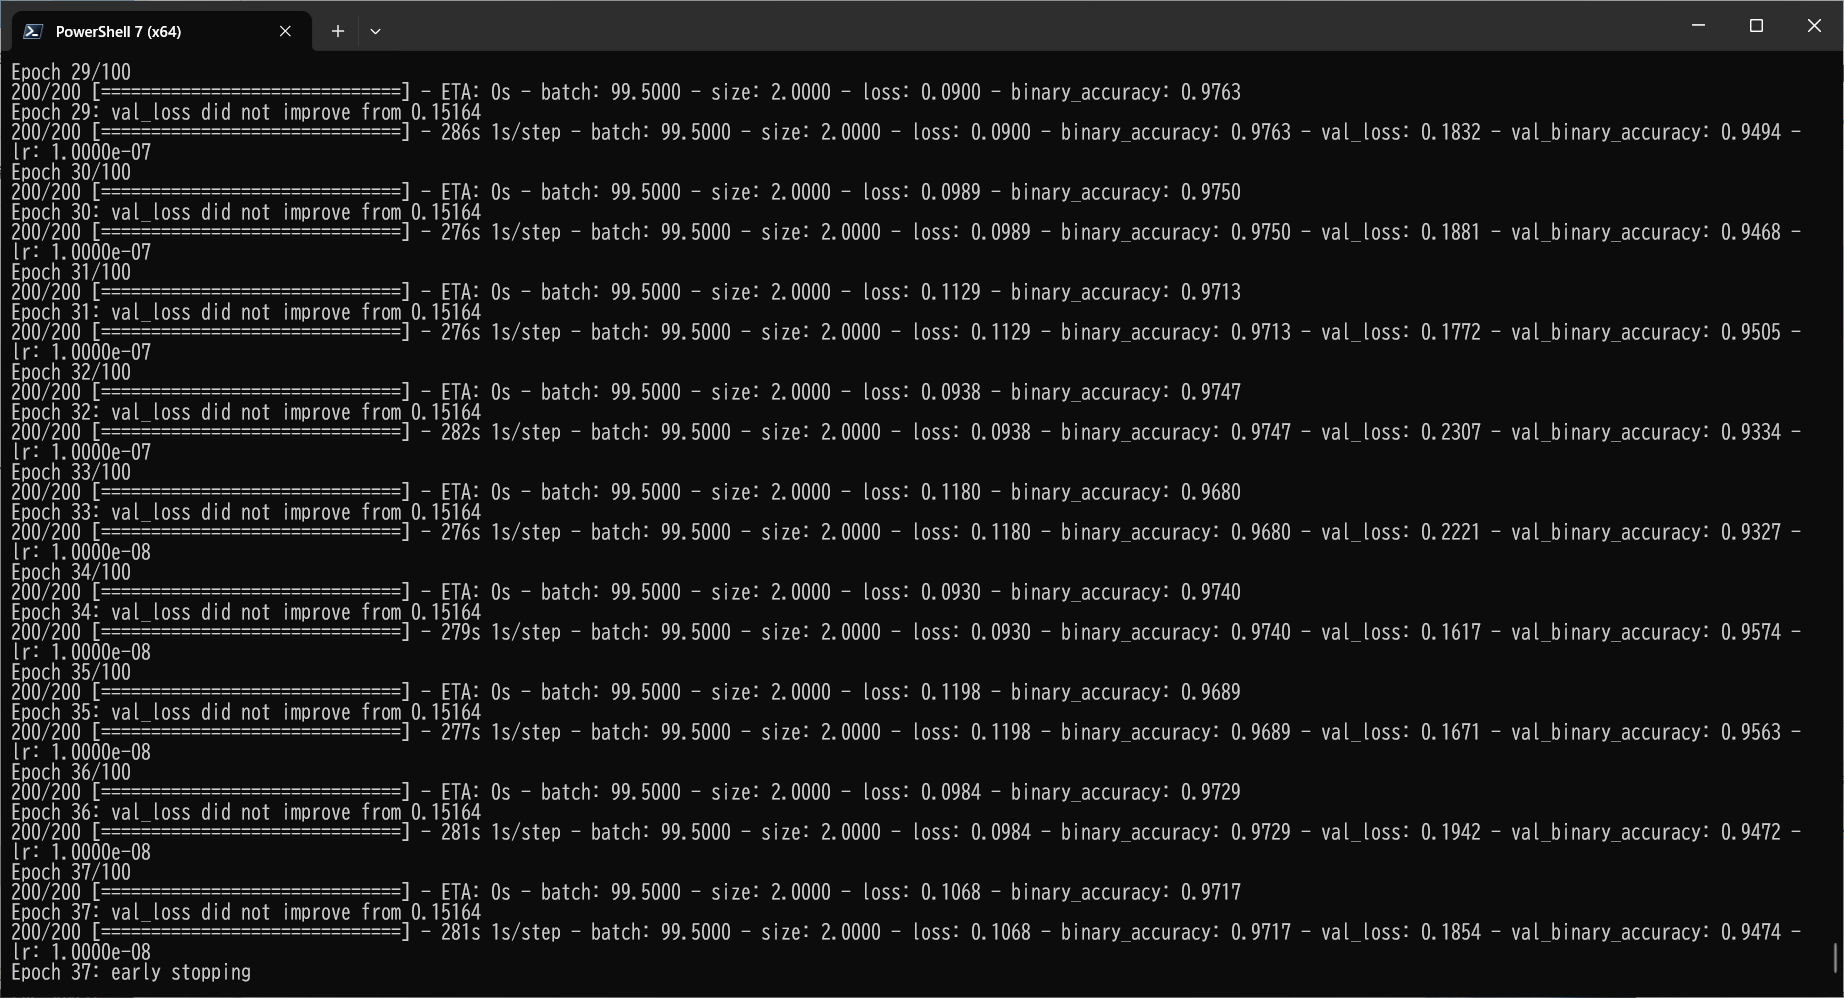 PowerShell 7 (x64)
Epoch 29/100
200/200 [==============================] - ETA: 0s - batch: 99.5000 - size: 2.0000 - loss: 0.0900 - binary_accuracy: 0.9763
Epoch 29: val_loss did not improve from 0.15164
200/200 [==============================] - 286s 1s/step - batch: 99.5000 - size: 2.0000 - loss: 0.0900 - binary_accuracy: 0.9763 - val_loss: 0.1832 - val_binary_accuracy: 0.9494 -
lr: 1.0000e-07
Epoch 30/100
200/200 [==============================] - ETA: 0s - batch: 99.5000 - size: 2.0000 - loss: 0.0989 - binary_accuracy: 0.9750
Epoch 30: val_loss did not improve from 0.15164
200/200 [==============================] - 276s 1s/step - batch: 99.5000 - size: 2.0000 - loss: 0.0989 - binary_accuracy: 0.9750 - val_loss: 0.1881 - val_binary_accuracy: 0.9468 -
lr: 1.0000e-07
Epoch 31/100
200/200 [==============================] - ETA: 0s - batch: 99.5000 - size: 2.0000 - loss: 0.1129 - binary_accuracy: 0.9713
Epoch 31: val_loss did not improve from 0.15164
200/200 [==============================] - 276s 1s/step - batch: 99.5000 - size: 2.0000 - loss: 0.1129 - binary_accuracy: 0.9713 - val_loss: 0.1772 - val_binary_accuracy: 0.9505 -
lr: 1.0000e-07
Epoch 32/100
200/200 [==============================] - ETA: 0s - batch: 99.5000 - size: 2.0000 - loss: 0.0938 - binary_accuracy: 0.9747
Epoch 32: val_loss did not improve from 0.15164
200/200 [==============================] - 282s 1s/step - batch: 99.5000 - size: 2.0000 - loss: 0.0938 - binary_accuracy: 0.9747 - val_loss: 0.2307 - val_binary_accuracy: 0.9334 -
lr: 1.0000e-07
Epoch 33/100
200/200 [==============================] - ETA: 0s - batch: 99.5000 - size: 2.0000 - loss: 0.1180 - binary_accuracy: 0.9680
Epoch 33: val_loss did not improve from 0.15164
200/200 [==============================] - 276s 1s/step - batch: 99.5000 - size: 2.0000 - loss: 0.1180 - binary_accuracy: 0.9680 - val_loss: 0.2221 - val_binary_accuracy: 0.9327 -
lr: 1.0000e-08
Epoch 34/100
200/200 [==============================] - ETA: 0s - batch: 99.5000 - size: 2.0000 - loss: 0.0930 - binary_accuracy: 0.9740
Epoch 34: val_loss did not improve from 0.15164
200/200 [==============================] - 279s 1s/step - batch: 99.5000 - size: 2.0000 - loss: 0.0930 - binary_accuracy: 0.9740 - val_loss: 0.1617 - val_binary_accuracy: 0.9574 -
lr: 1.0000e-08
Epoch 35/100
200/200 [==============================] - ETA: 0s - batch: 99.5000 - size: 2.0000 - loss: 0.1198 - binary_accuracy: 0.9689
Epoch 35: val_loss did not improve from 0.15164
200/200 [==============================] - 277s 1s/step - batch: 99.5000 - size: 2.0000 - loss: 0.1198 - binary_accuracy: 0.9689 - val_loss: 0.1671 - val_binary_accuracy: 0.9563 -
lr: 1.0000e-08
Epoch 36/100
200/200 [==============================] - ETA: 0s - batch: 99.5000 - size: 2.0000 - loss: 0.0984 - binary_accuracy: 0.9729
Epoch 36: val_loss did not improve from 0.15164
200/200 [==============================] - 281s 1s/step - batch: 99.5000 - size: 2.0000 - loss: 0.0984 - binary_accuracy: 0.9729 - val_loss: 0.1942 - val_binary_accuracy: 0.9472 -
lr: 1.0000e-08
Epoch 37/100
200/200 [==============================] - ETA: 0s - batch: 99.5000 - size: 2.0000 - loss: 0.1068 - binary_accuracy: 0.9717
Epoch 37: val_loss did not improve from 0.15164
200/200 [==============================] - 281s 1s/step - batch: 99.5000 - size: 2.0000 - loss: 0.1068 - binary_accuracy: 0.9717 - val_loss: 0.1854 - val_binary_accuracy: 0.9474 -
lr: 1.0000e-08
Epoch 37: early stopping